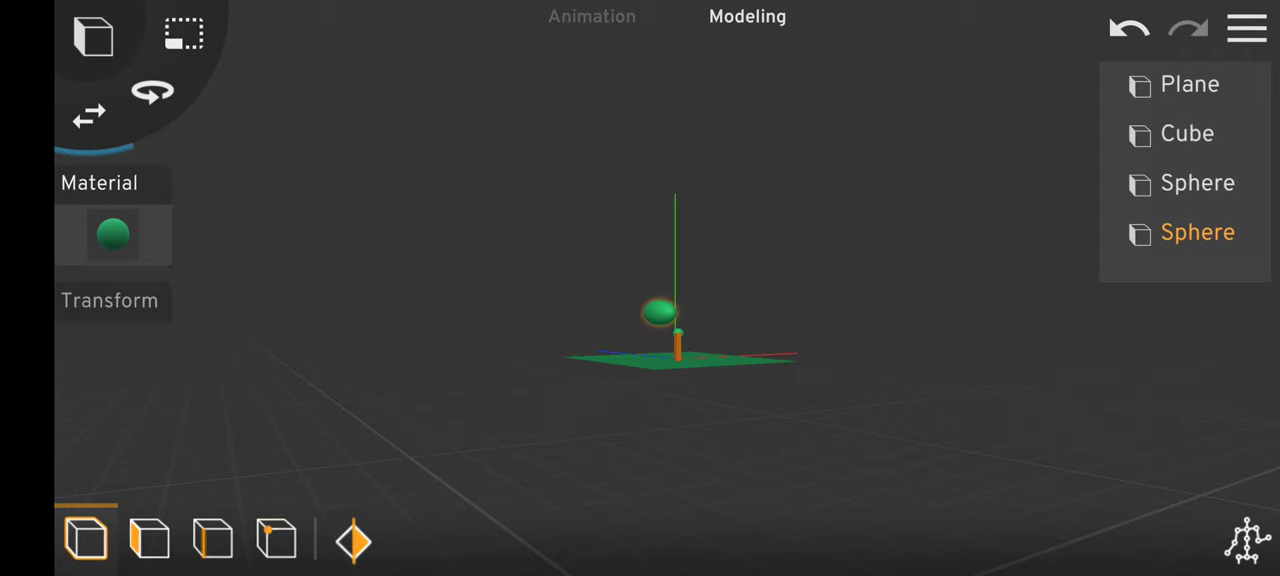 Animation
Modeling
Plane
Cube
Sphere
Sphere
Material
Transform